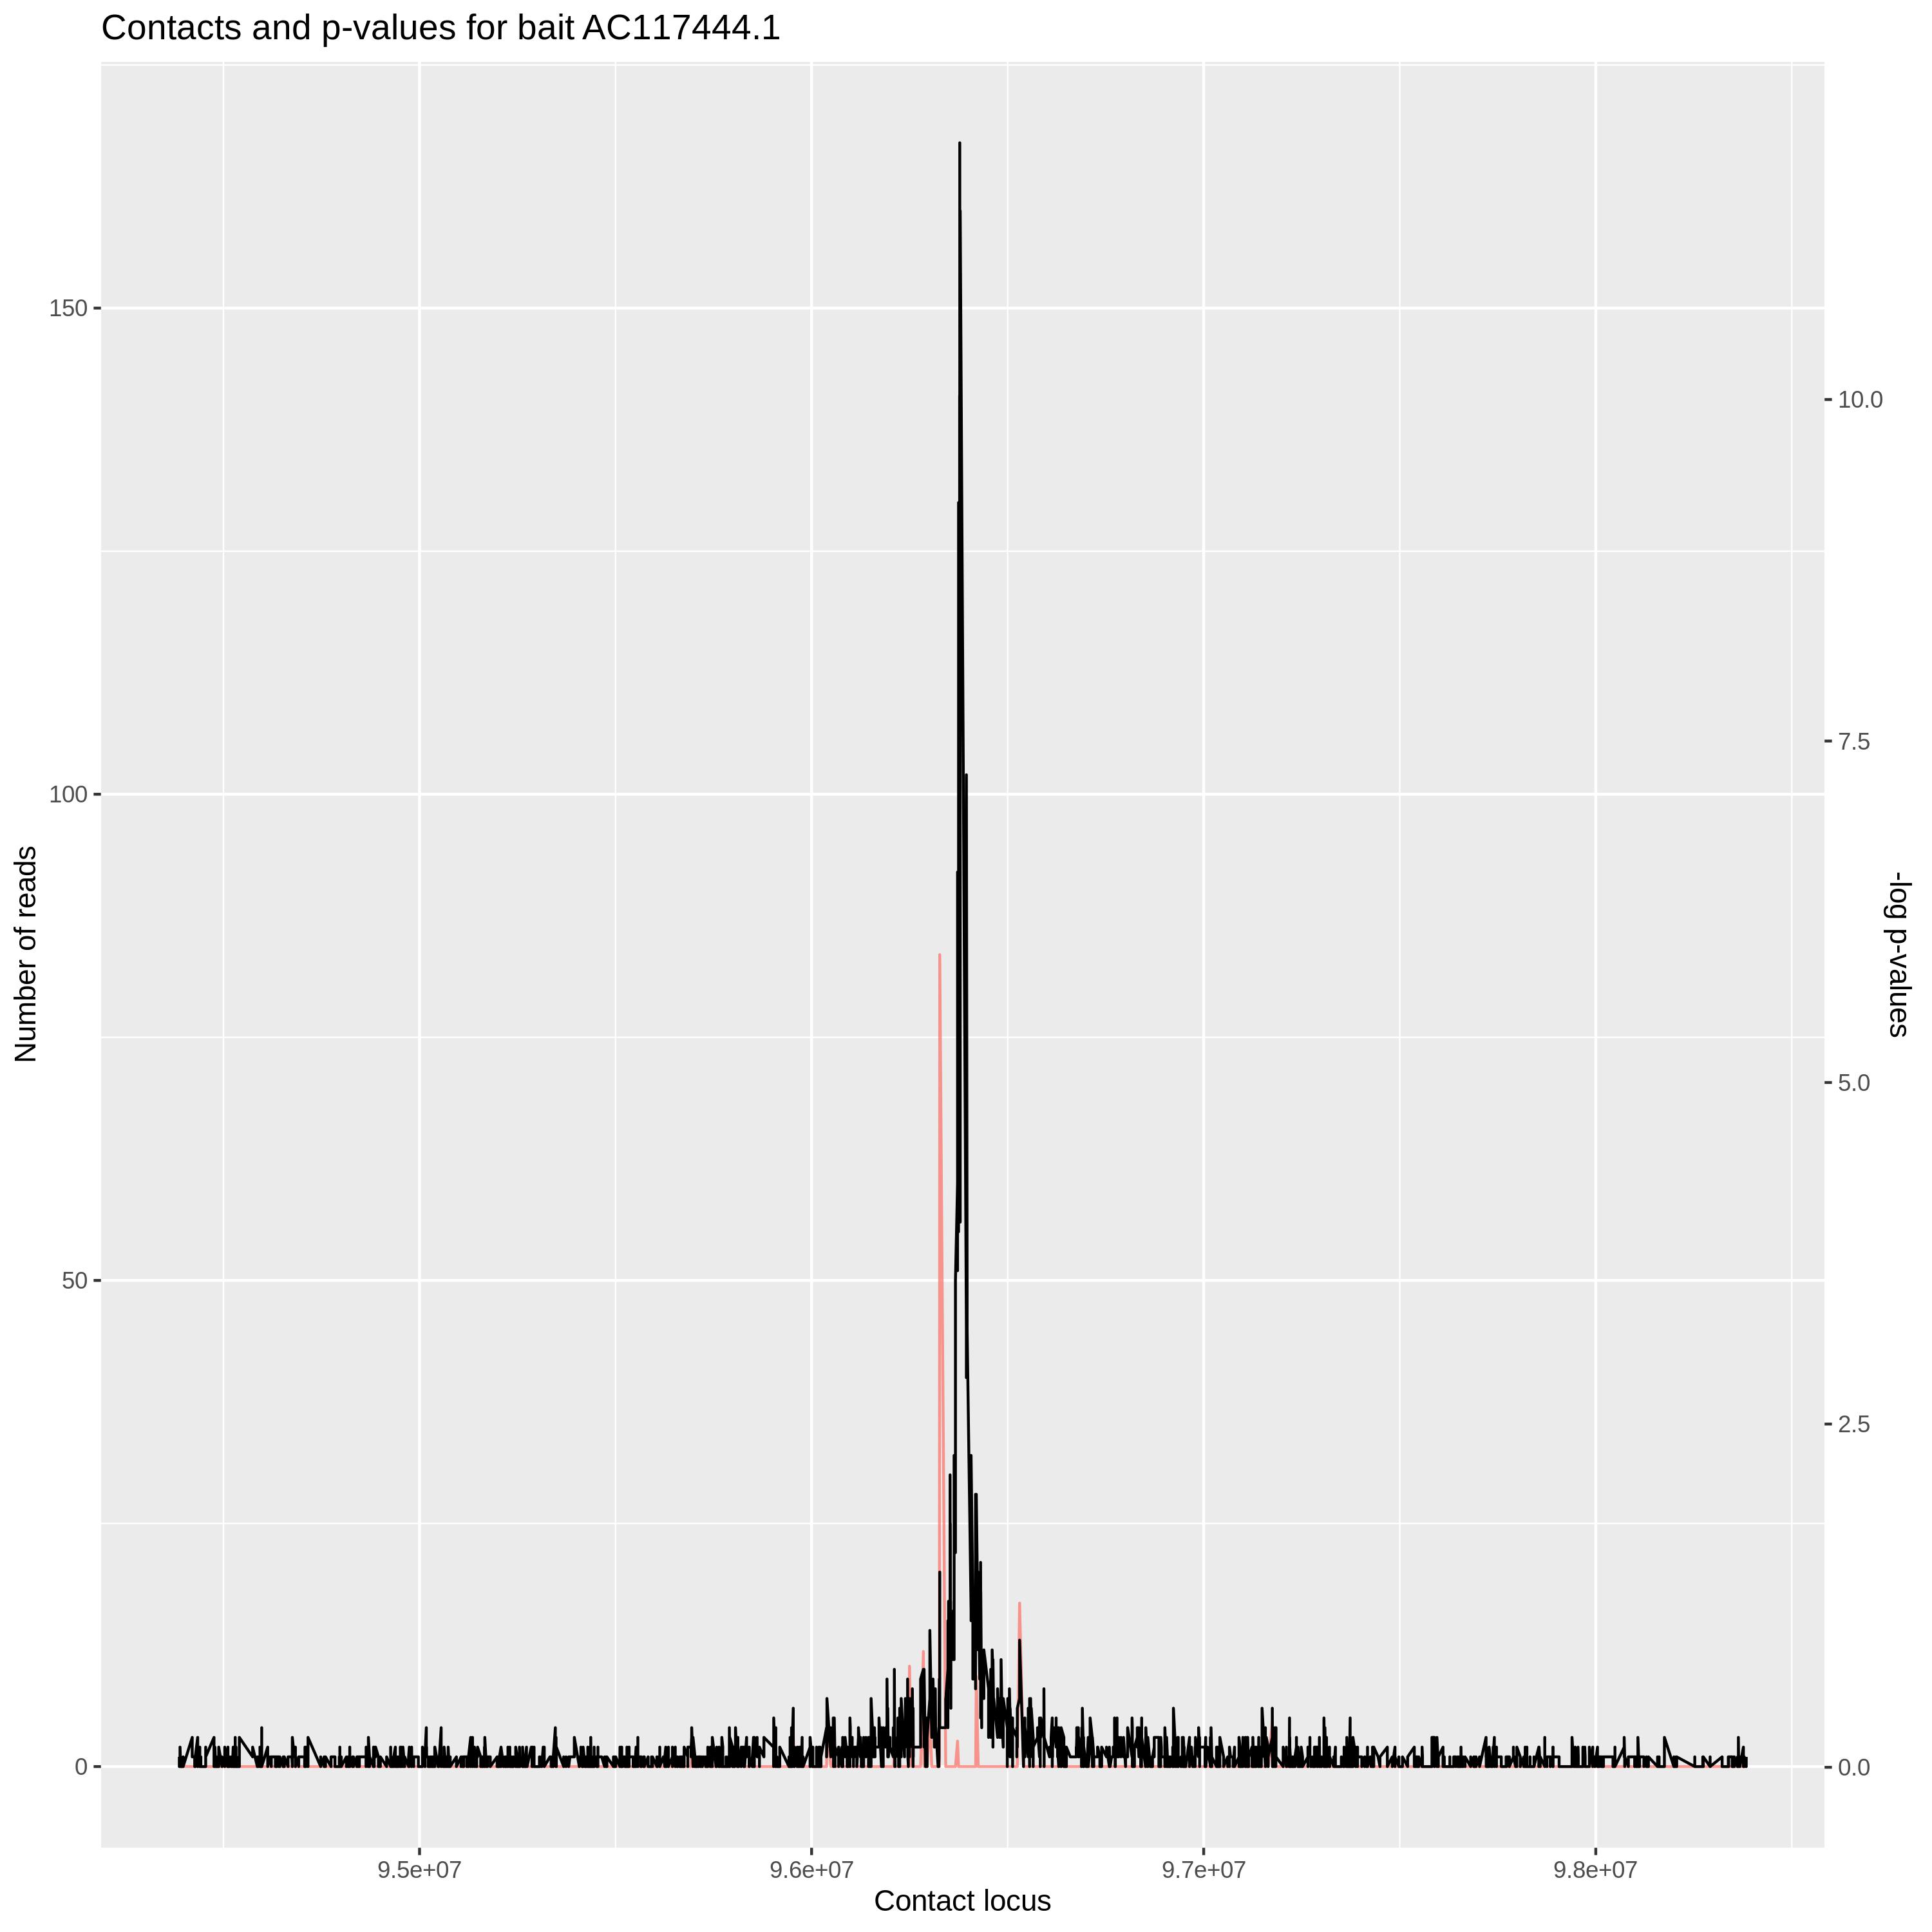 Contacts and p-values for bait AC117444.1
150
100
50
0
Number of reads
10.0
7.5
5.0
2.5
0.0
-log p-values
9.5e+07
9.6e+07
9.7e+07
9.8e+07
Contact locus